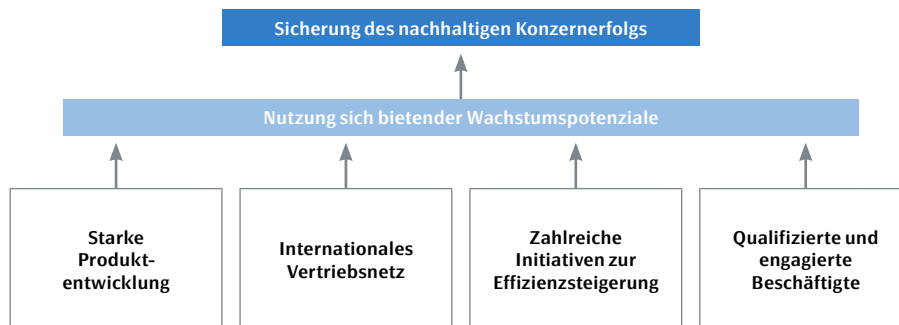 Sicherung des nachhaltigen Konzernerfolgs
Nutzung sich bietender Wachstumspotenziale
Starke
Produkt-
entwicklung
Internationales
Vertriebsnetz
Zahlreiche
Initiativen zur
Effizienzsteigerung
Qualifizierte und
engagierte
Beschäftigte